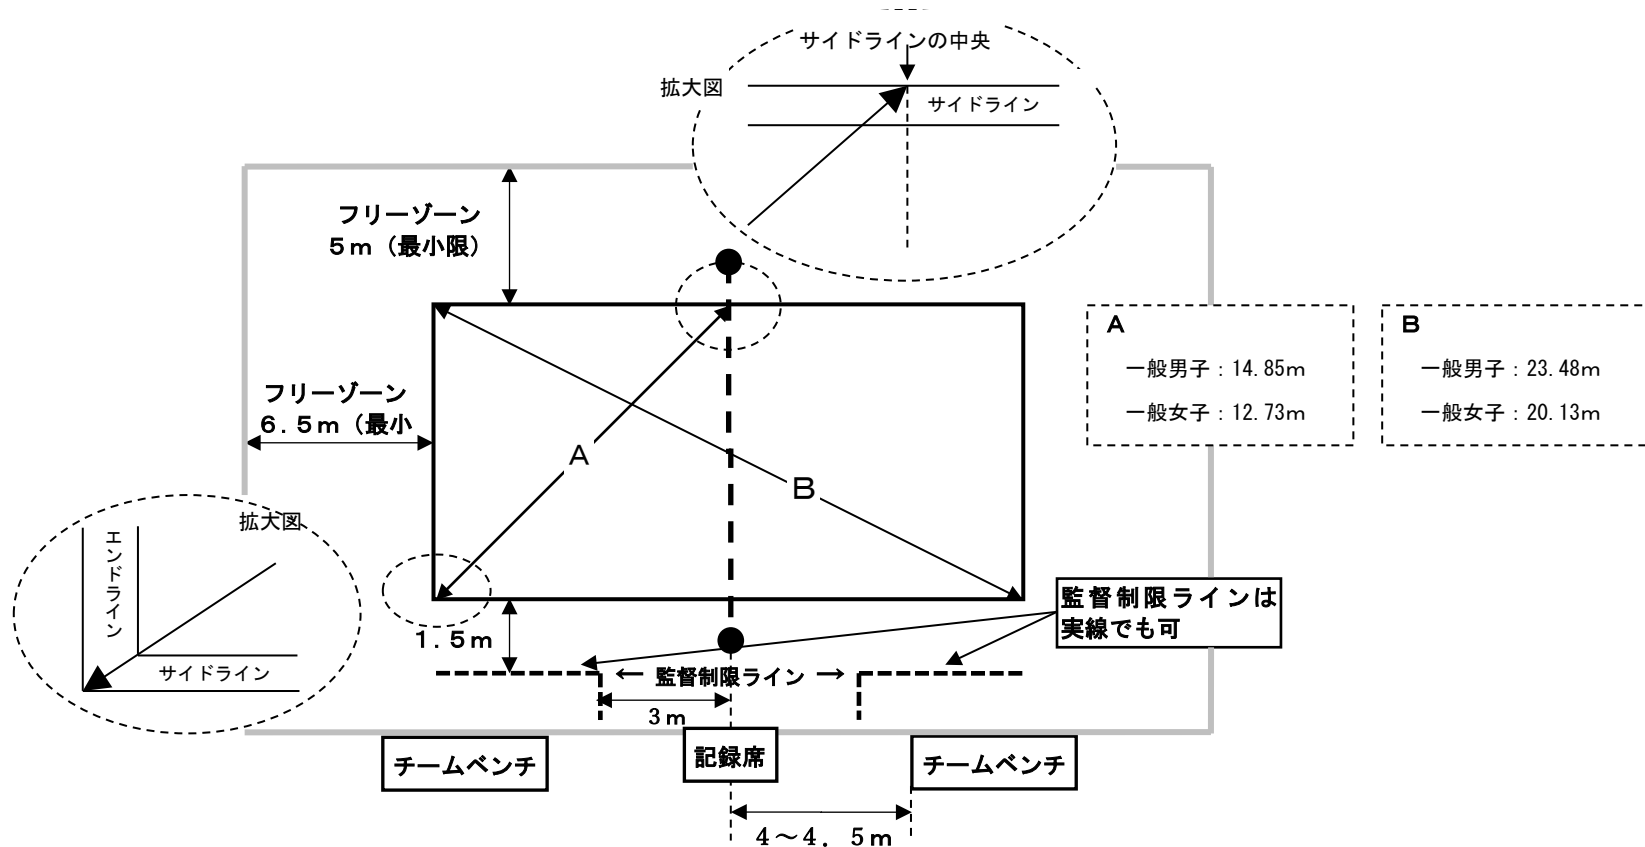 サイドラインの中央
拡大図
サイドライン
フリーゾーン
5m（最小限）
A
一般男子：14.85m
一般女子：12.73m
B
一般男子：23.48m
一般女子：20.13m
フリーゾーン
6.5m（最小
A
B
拡大図
エンドライン
サイドライン
1.5m
監督制限ラインは
実線でも可
← 監督制限ライン →
3m
チームベンチ
記録席
チームベンチ
4～4．5m